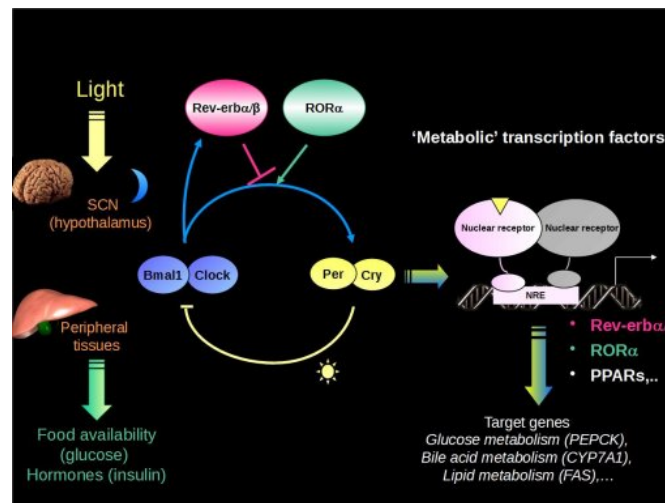 Light
SCN
(hypothalamus)
Peripheral
tissues
Food availability
(glucose)
Hormones (insulin)
Rev-erbα/β
RORα
Bmal1
Clock
Per
Cry
‘Metabolic’ transcription factors
Nuclear receptor
Nuclear receptor
NRE
• Rev-erbα/
• RORα
• PPARs,..
Target genes
Glucose metabolism (PEPCK),
Bile acid metabolism (CYP7A1),
Lipid metabolism (FAS),…